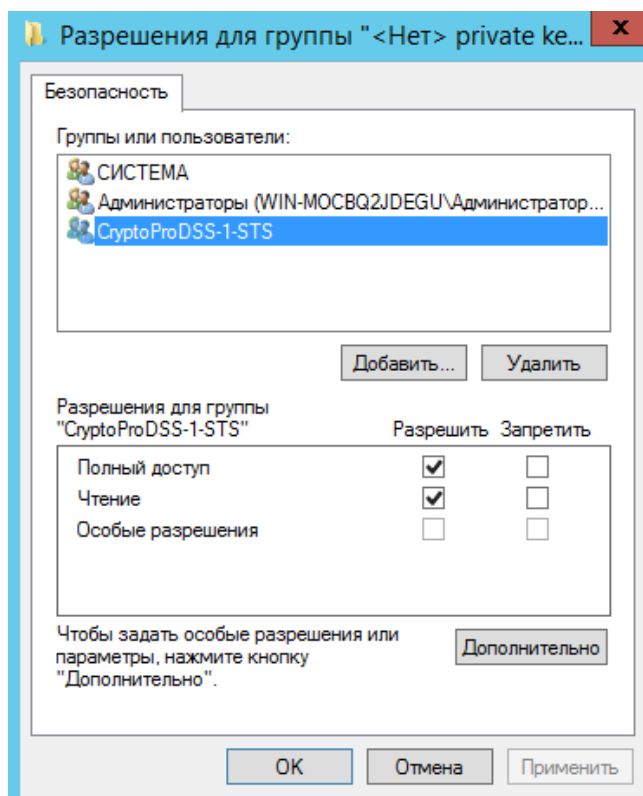 Разрешения для группы "<Нет> private ke...
x
Безопасность
Группы или пользователи:
СИСТЕМА
Администраторы (WIN-MOCBQ2JDEGU\Администратор...
CryptoProDSS-1-STS
Добавить...
Удалить
Разрешения для группы
"CryptoProDSS-1-STS"
Разрешить Запретить
Полный доступ
Чтение
Особые разрешения
Чтобы задать особые разрешения или
параметры, нажмите кнопку
"Дополнительно".
Дополнительно
OK
Отмена
Применить